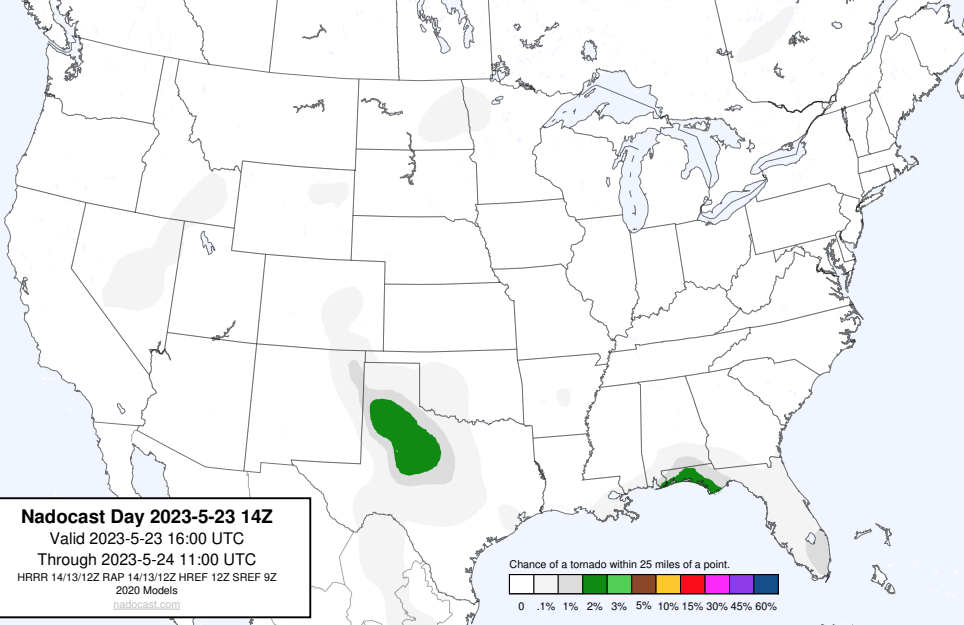 Nadocast Day 2023-5-23 14Z
Valid 2023-5-23 16:00 UTC
Through 2023-5-24 11:00 UTC
HRRR 14/13/12Z RAP 14/13/12Z HREF 12Z SREF 9Z
2020 Models
nadocast.com
Chance of a tornado within 25 miles of a point.
0 .1% 1% 2% 3% 5% 10% 15% 30% 45% 60%